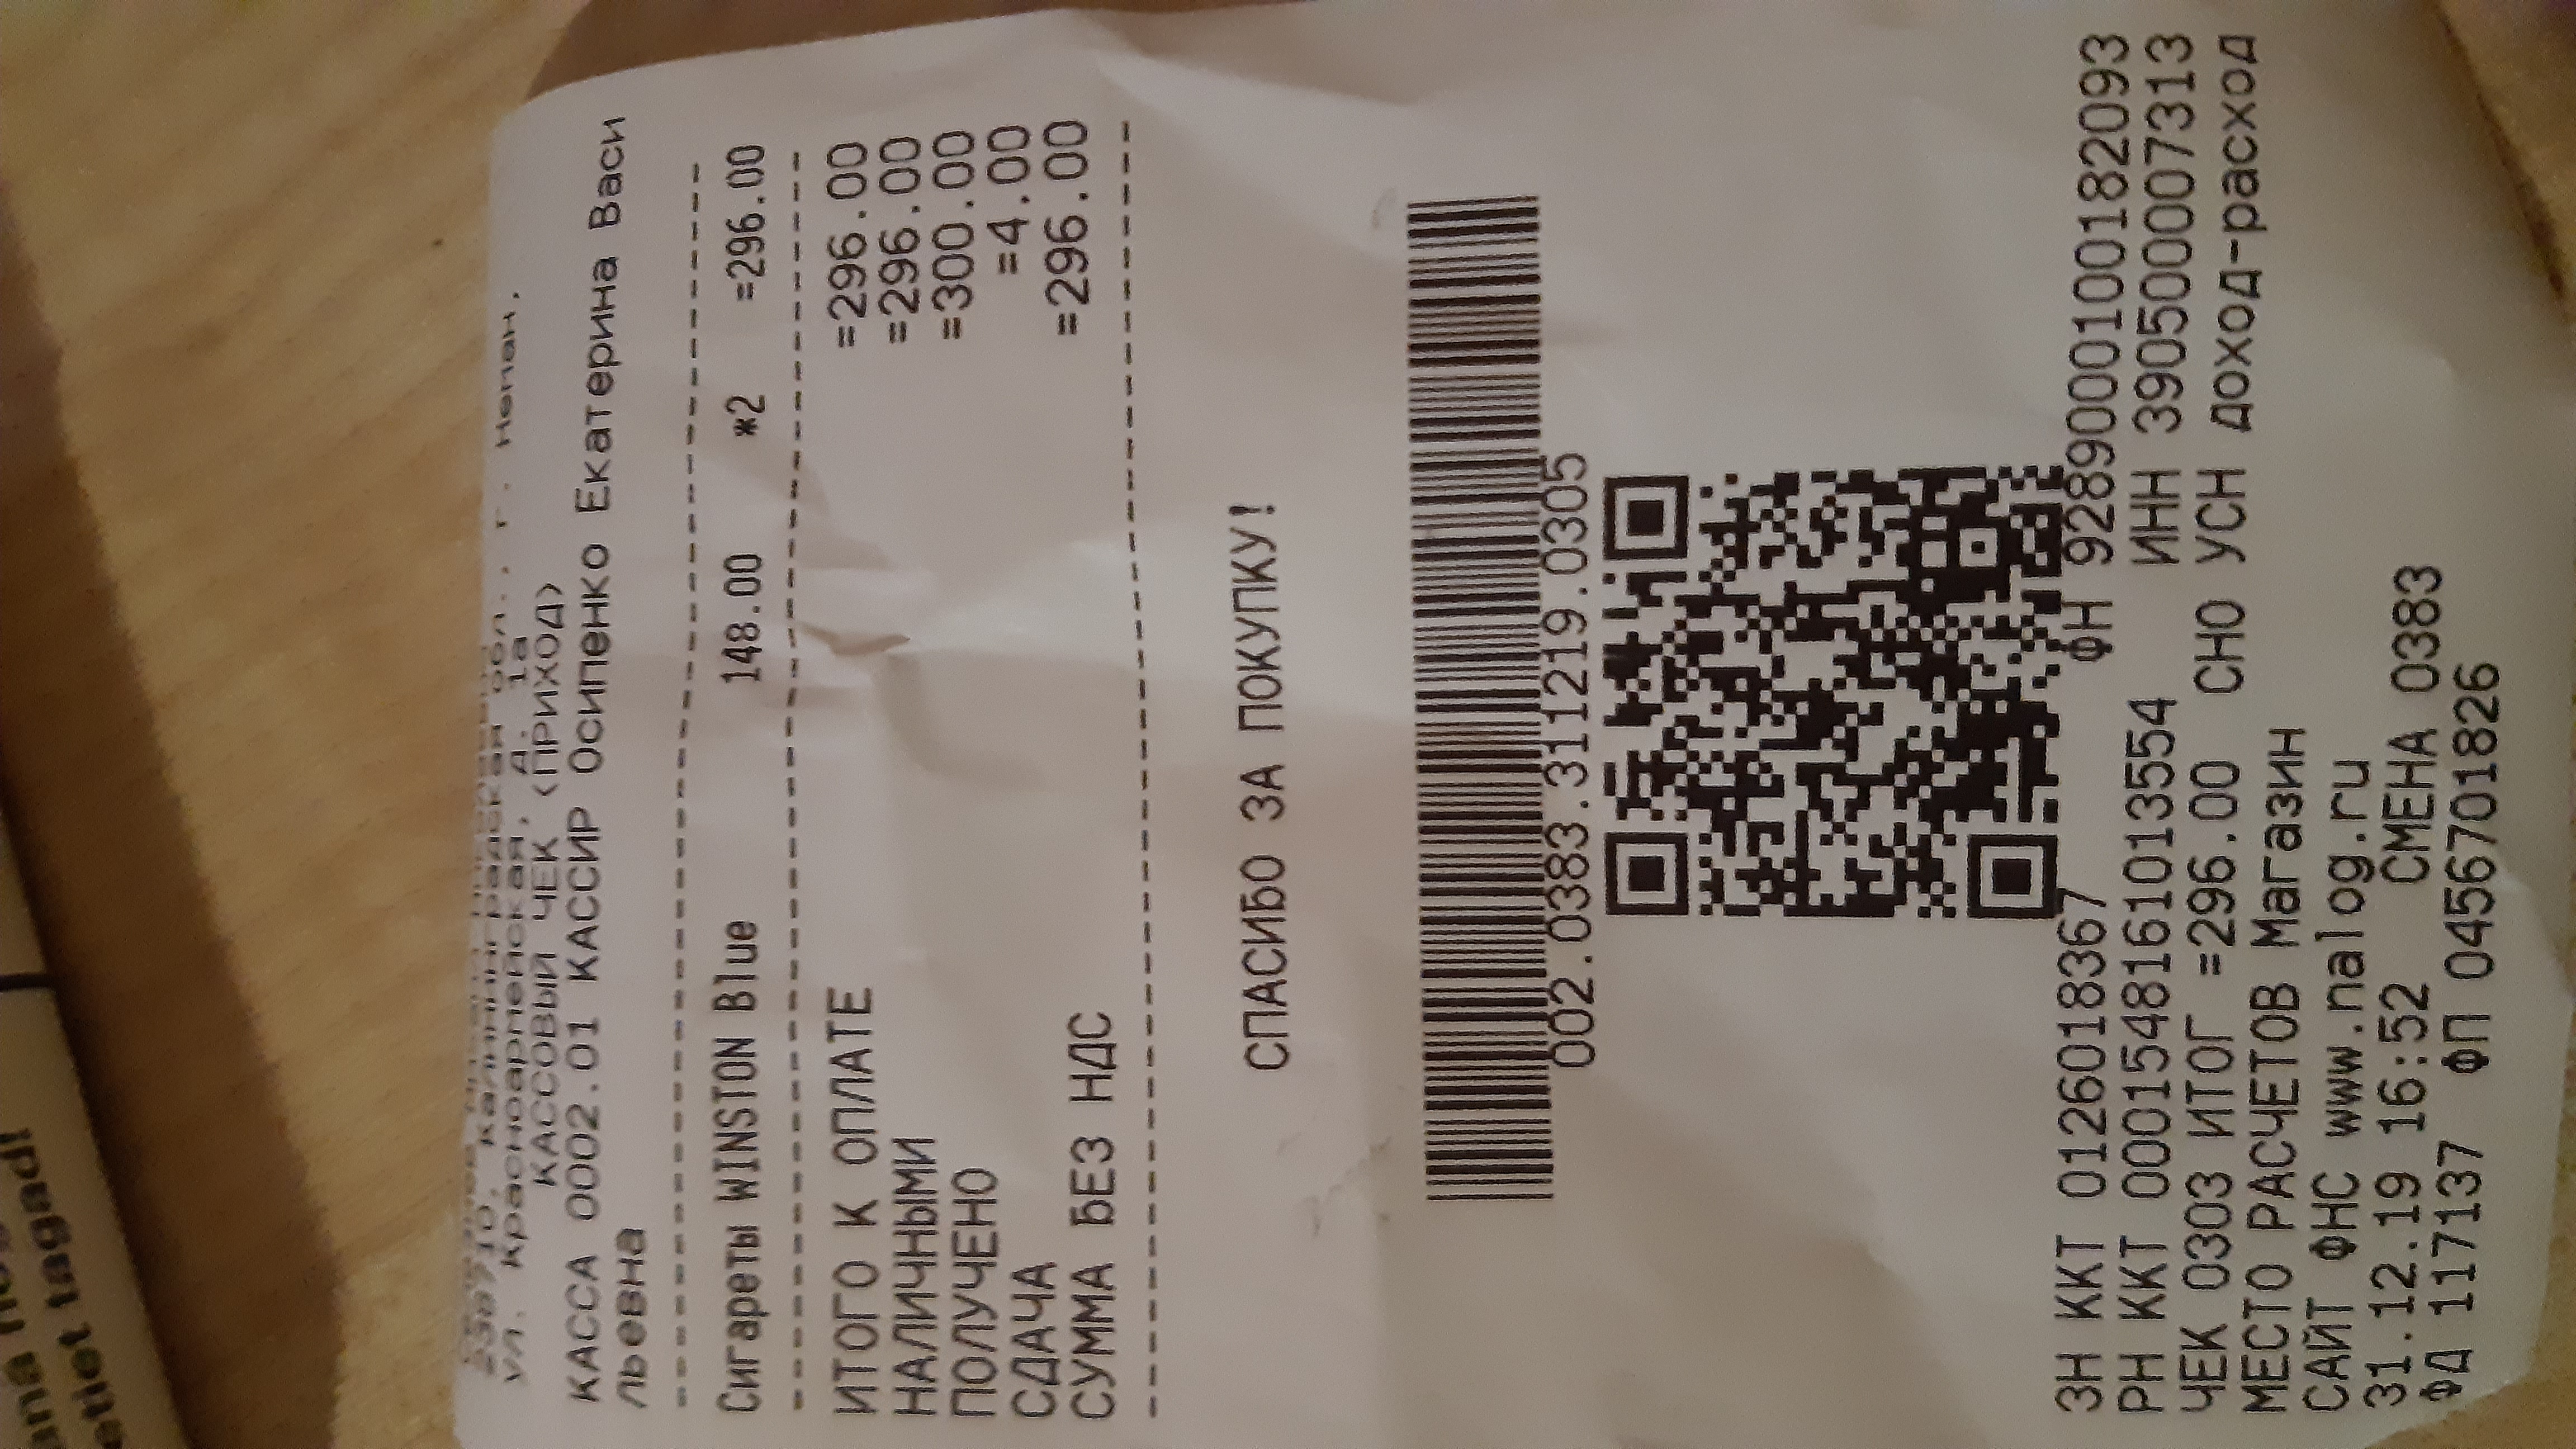 238710, Калининградская обл., г. Неман,
ул. Красноармейская, д. 1а
КАССОВЫЙ ЧЕК (ПРИХОД)
КАССА 0002.01 КАССИР Осипенко Екатерина Васи
льевна
Сигареты WINSTON Blue 148.00 *2 =296.00
ИТОГО К ОПЛАТЕ =296.00
НАЛИЧНЫМИ =296.00
ПОЛУЧЕНО =300.00
СДАЧА =4.00
СУММА БЕЗ НДС =296.00
СПАСИБО ЗА ПОКУПКУ!
002.0383.311219.0305
ЗН ККТ 0126018367 ФН 9289000100182093
РН ККТ 0001548161013554 ИНН 390500007313
ЧЕК 0303 ИТОГ =296.00 СНО УСН доход-расход
МЕСТО РАСЧЕТОВ Магазин
САЙТ ФНС www.nalog.ru
31.12.19 16:52 СМЕНА 0383
ФД 117137 ФП 0456701826